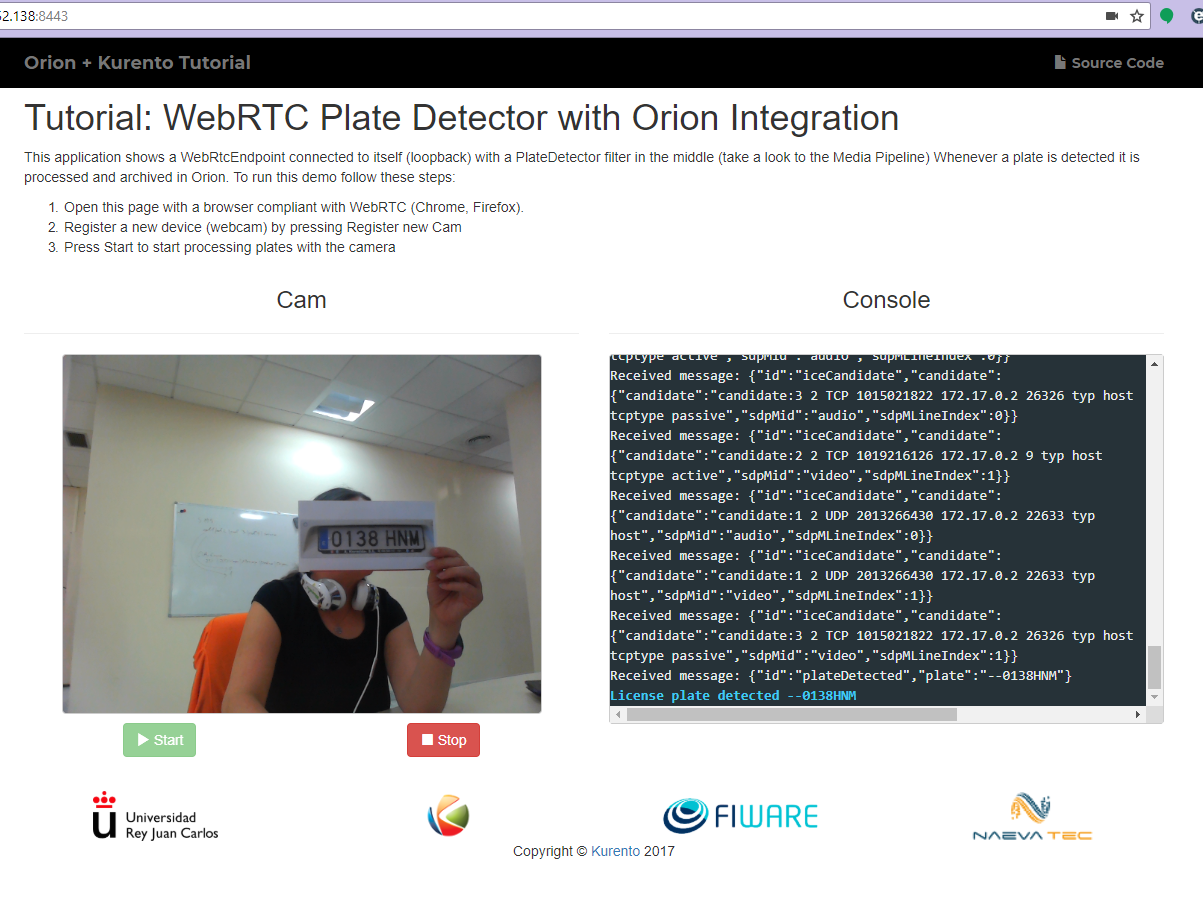 52.138:8443
Orion + Kurento Tutorial
Source Code
Tutorial: WebRTC Plate Detector with Orion Integration
This application shows a WebRtcEndpoint connected to itself (loopback) with a PlateDetector filter in the middle (take a look to the Media Pipeline) Whenever a plate is detected it is
processed and archived in Orion. To run this demo follow these steps:
1. Open this page with a browser compliant with WebRTC (Chrome, Firefox).
2. Register a new device (webcam) by pressing Register new Cam
3. Press Start to start processing plates with the camera
Cam
0138 HNM
Start
Stop
Console
tcptype active","sdpMid":"audio","sdpMLineIndex":0}}
Received message: {"id":"iceCandidate","candidate":
{"candidate":"candidate:3 2 TCP 1015021822 172.17.0.2 26326 typ host
tcptype passive","sdpMid":"audio","sdpMLineIndex":0}}
Received message: {"id":"iceCandidate","candidate":
{"candidate":"candidate:2 2 TCP 1019216126 172.17.0.2 9 typ host
tcptype active","sdpMid":"video","sdpMLineIndex":1}}
Received message: {"id":"iceCandidate","candidate":
{"candidate":"candidate:1 2 UDP 2013266430 172.17.0.2 22633 typ
host","sdpMid":"audio","sdpMLineIndex":0}}
Received message: {"id":"iceCandidate","candidate":
{"candidate":"candidate:1 2 UDP 2013266430 172.17.0.2 22633 typ
host","sdpMid":"video","sdpMLineIndex":1}}
Received message: {"id":"iceCandidate","candidate":
{"candidate":"candidate:3 2 TCP 1015021822 172.17.0.2 26326 typ host
tcptype passive","sdpMid":"video","sdpMLineIndex":1}}
Received message: {"id":"plateDetected","plate":"--0138HNM"}
License plate detected --0138HNM
Universidad
Rey Juan Carlos
FIWARE
NAEVA TEC
Copyright © Kurento 2017